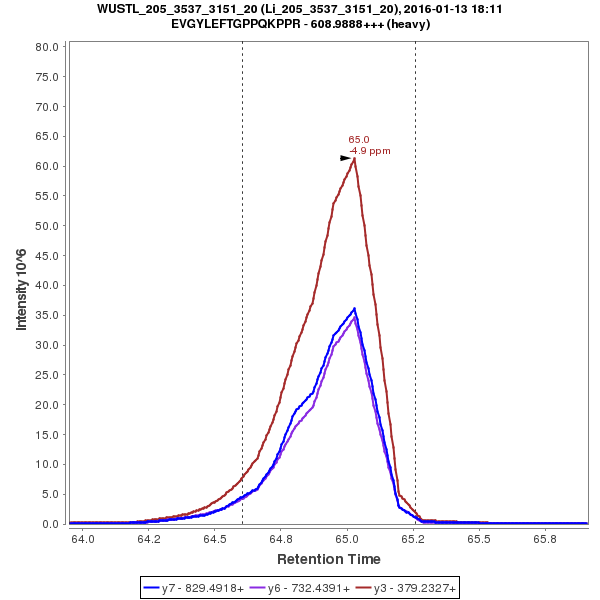 WUSTL_205_3537_3151_20 (Li_205_3537_3151_20), 2016-01-13 18:11
EVGYLEFTGPPQKPPR - 608.9888+++ (heavy)
80.0
75.0
70.0
65.0
60.0
55.0
50.0
45.0
40.0
35.0
30.0
25.0
20.0
15.0
10.0
5.0
0.0
Intensity 10^6
65.0
-4.9 ppm
64.0 64.2 64.5 64.8 65.0 65.2 65.5 65.8
Retention Time
y7 - 829.4918+ y6 - 732.4391+ y3 - 379.2327+